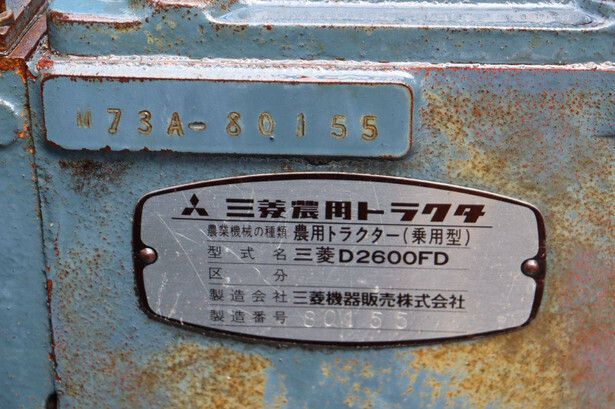 M73A-80155
三菱農用トラクタ
農業機械の種類 農用トラクター(乗用型)
型式名 三菱D2600FD
区分
製造会社 三菱機器販売株式会社
製造番号 80155